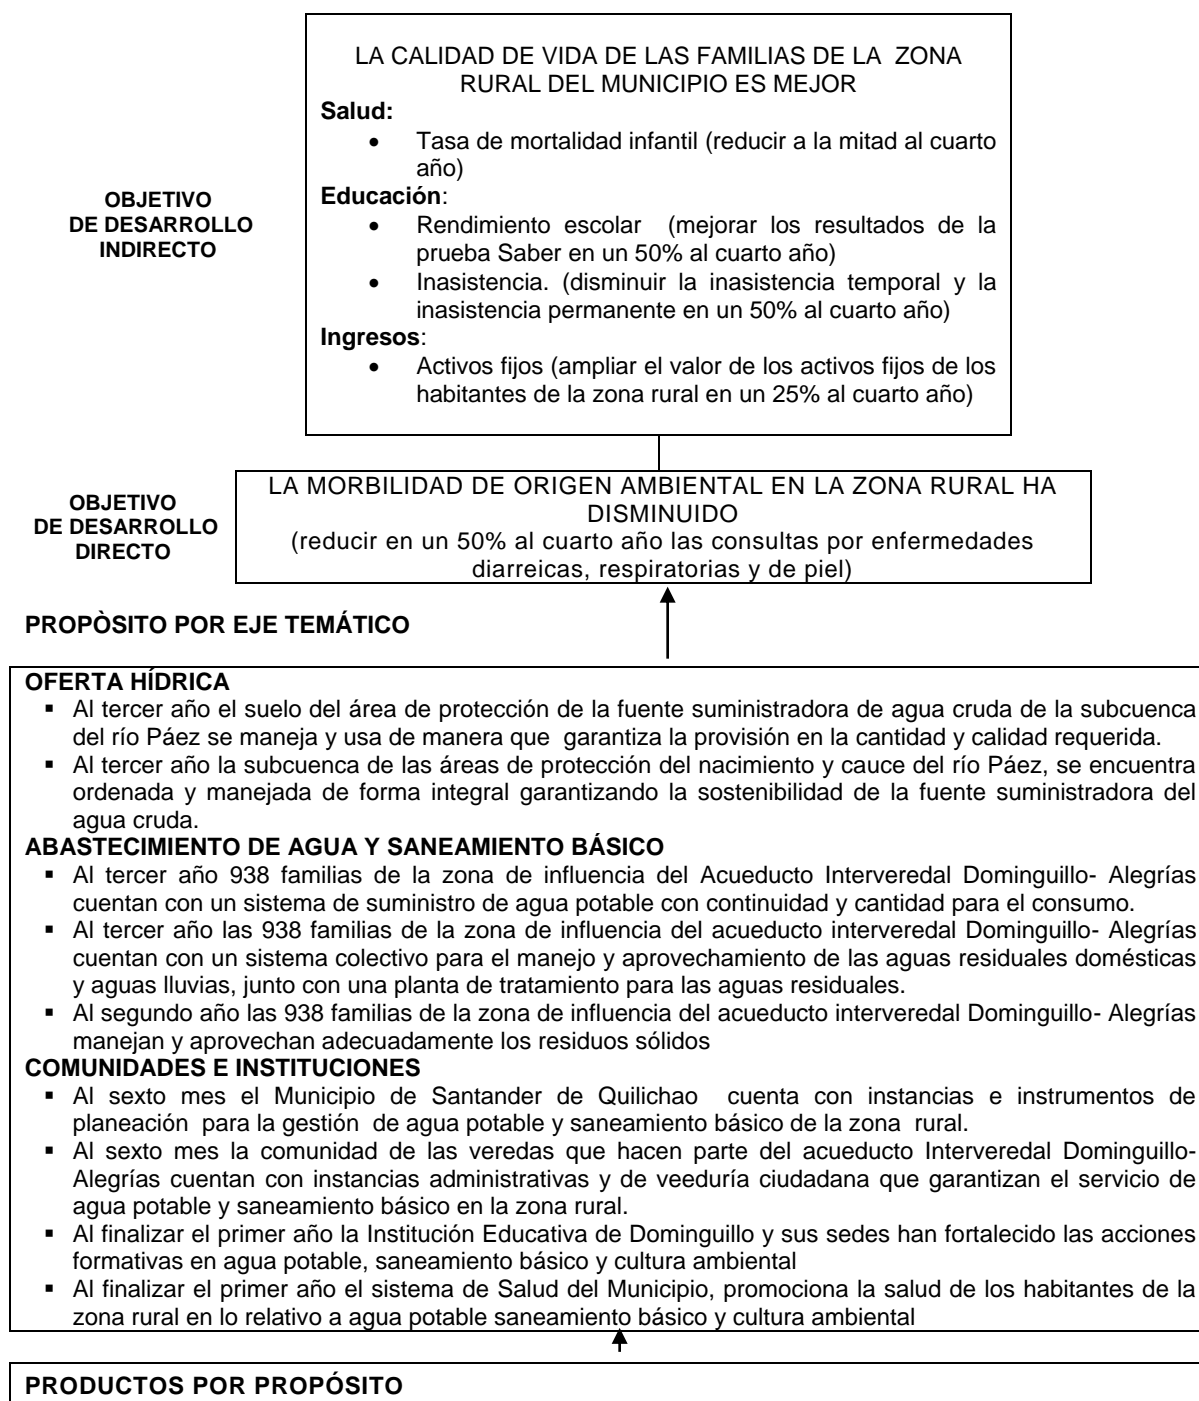 LA CALIDAD DE VIDA DE LAS FAMILIAS DE LA ZONA
RURAL DEL MUNICIPIO ES MEJOR
Salud:
• Tasa de mortalidad infantil (reducir a la mitad al cuarto
año)
Educación:
• Rendimiento escolar (mejorar los resultados de la
prueba Saber en un 50% al cuarto año)
• Inasistencia. (disminuir la inasistencia temporal y la
inasistencia permanente en un 50% al cuarto año)
Ingresos:
• Activos fijos (ampliar el valor de los activos fijos de los
habitantes de la zona rural en un 25% al cuarto año)
OBJETIVO
DE DESARROLLO
INDIRECTO
OBJETIVO
DE DESARROLLO
DIRECTO
LA MORBILIDAD DE ORIGEN AMBIENTAL EN LA ZONA RURAL HA
DISMINUIDO
(reducir en un 50% al cuarto año las consultas por enfermedades
diarreicas, respiratorias y de piel)
PROPÒSITO POR EJE TEMÁTICO
OFERTA HÍDRICA
▪ Al tercer año el suelo del área de protección de la fuente suministradora de agua cruda de la subcuenca
del río Páez se maneja y usa de manera que garantiza la provisión en la cantidad y calidad requerida.
▪ Al tercer año la subcuenca de las áreas de protección del nacimiento y cauce del río Páez, se encuentra
ordenada y manejada de forma integral garantizando la sostenibilidad de la fuente suministradora del
agua cruda.
ABASTECIMIENTO DE AGUA Y SANEAMIENTO BÁSICO
▪ Al tercer año 938 familias de la zona de influencia del Acueducto Interveredal Dominguillo- Alegrías
cuentan con un sistema de suministro de agua potable con continuidad y cantidad para el consumo.
▪ Al tercer año las 938 familias de la zona de influencia del acueducto interveredal Dominguillo- Alegrías
cuentan con un sistema colectivo para el manejo y aprovechamiento de las aguas residuales domésticas
y aguas lluvias, junto con una planta de tratamiento para las aguas residuales.
▪ Al segundo año las 938 familias de la zona de influencia del acueducto interveredal Dominguillo- Alegrías
manejan y aprovechan adecuadamente los residuos sólidos
COMUNIDADES E INSTITUCIONES
▪ Al sexto mes el Municipio de Santander de Quilichao cuenta con instancias e instrumentos de
planeación para la gestión de agua potable y saneamiento básico de la zona rural.
▪ Al sexto mes la comunidad de las veredas que hacen parte del acueducto Interveredal Dominguillo-
Alegrías cuentan con instancias administrativas y de veeduría ciudadana que garantizan el servicio de
agua potable y saneamiento básico en la zona rural.
▪ Al finalizar el primer año la Institución Educativa de Dominguillo y sus sedes han fortalecido las acciones
formativas en agua potable, saneamiento básico y cultura ambiental
▪ Al finalizar el primer año el sistema de Salud del Municipio, promociona la salud de los habitantes de la
zona rural en lo relativo a agua potable saneamiento básico y cultura ambiental
PRODUCTOS POR PROPÓSITO